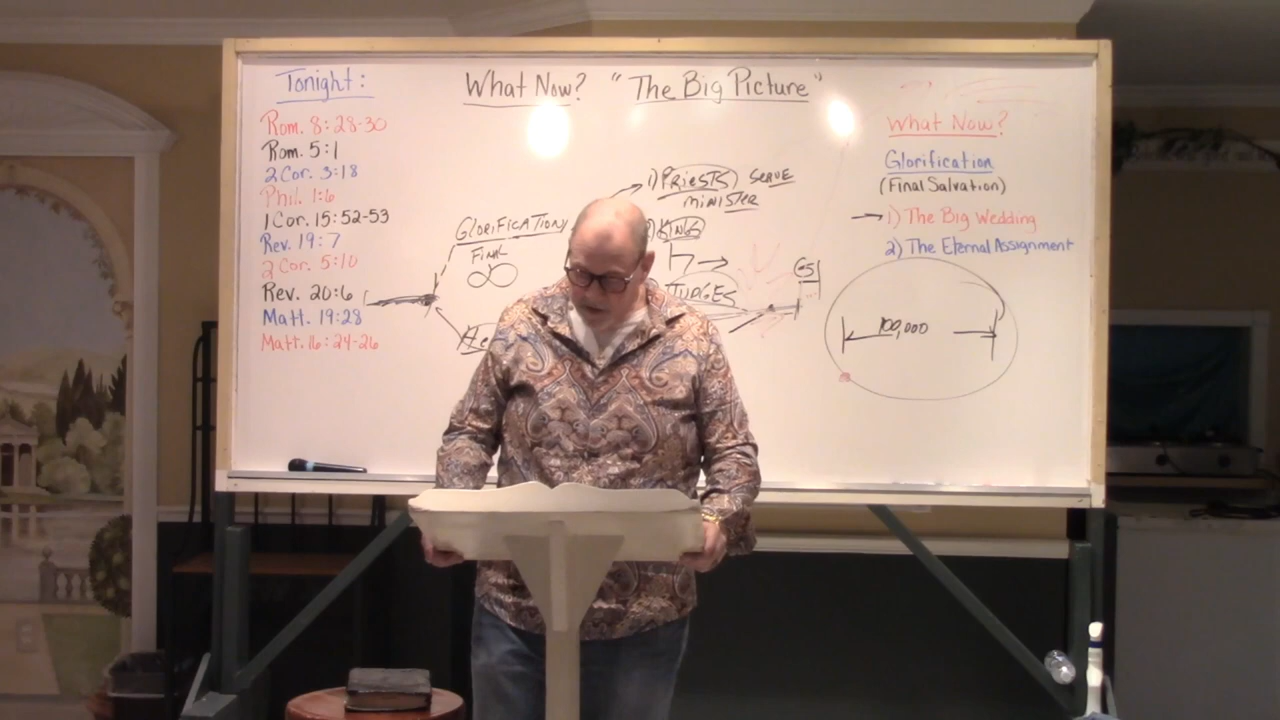 Tonight:
Rom. 8:28-30
Rom. 5:1
2 Cor. 3:18
Phil. 1:6
1 Cor. 15:52-53
Rev. 19:7
2 Cor. 5:10
Rev. 20:6
Matt. 19:28
Matt. 16:24-26
What Now? "The Big Picture"
1) PRIESTS) SERVE
MINISTER
GLORIFICATION
FINAL
KINGS
JUDGES
What Now?
Glorification
(Final Salvation)
1) The Big Wedding
2) The Eternal Assignment
100,000